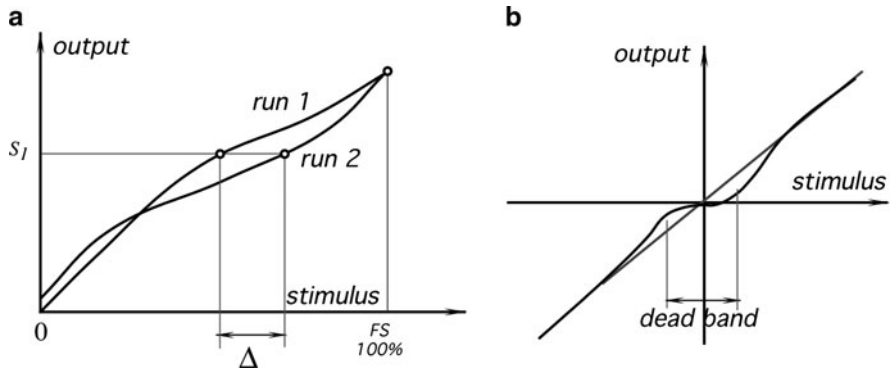 a
output
run 1
S1
run 2
stimulus
0
Δ
FS
100%
b
output
stimulus
dead band